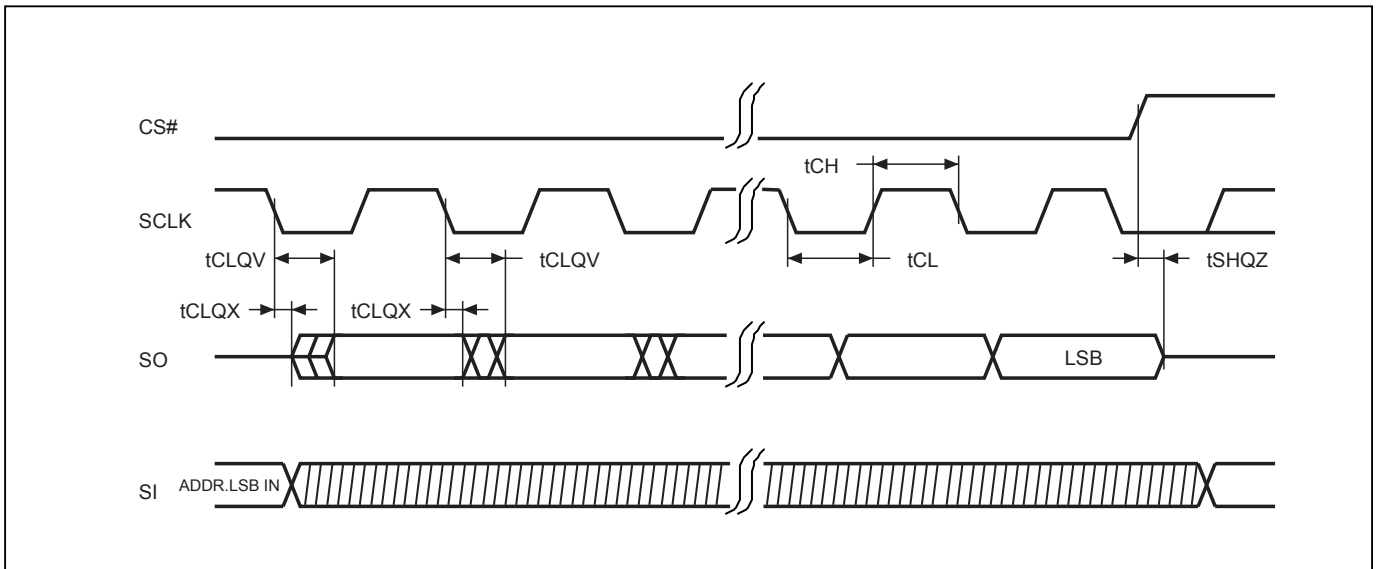 CS#
tCH
SCLK
tCLQV
tCLQV
tCL
tSHQZ
tCLQX
tCLQX
SO
LSB
SI
ADDR.LSB IN